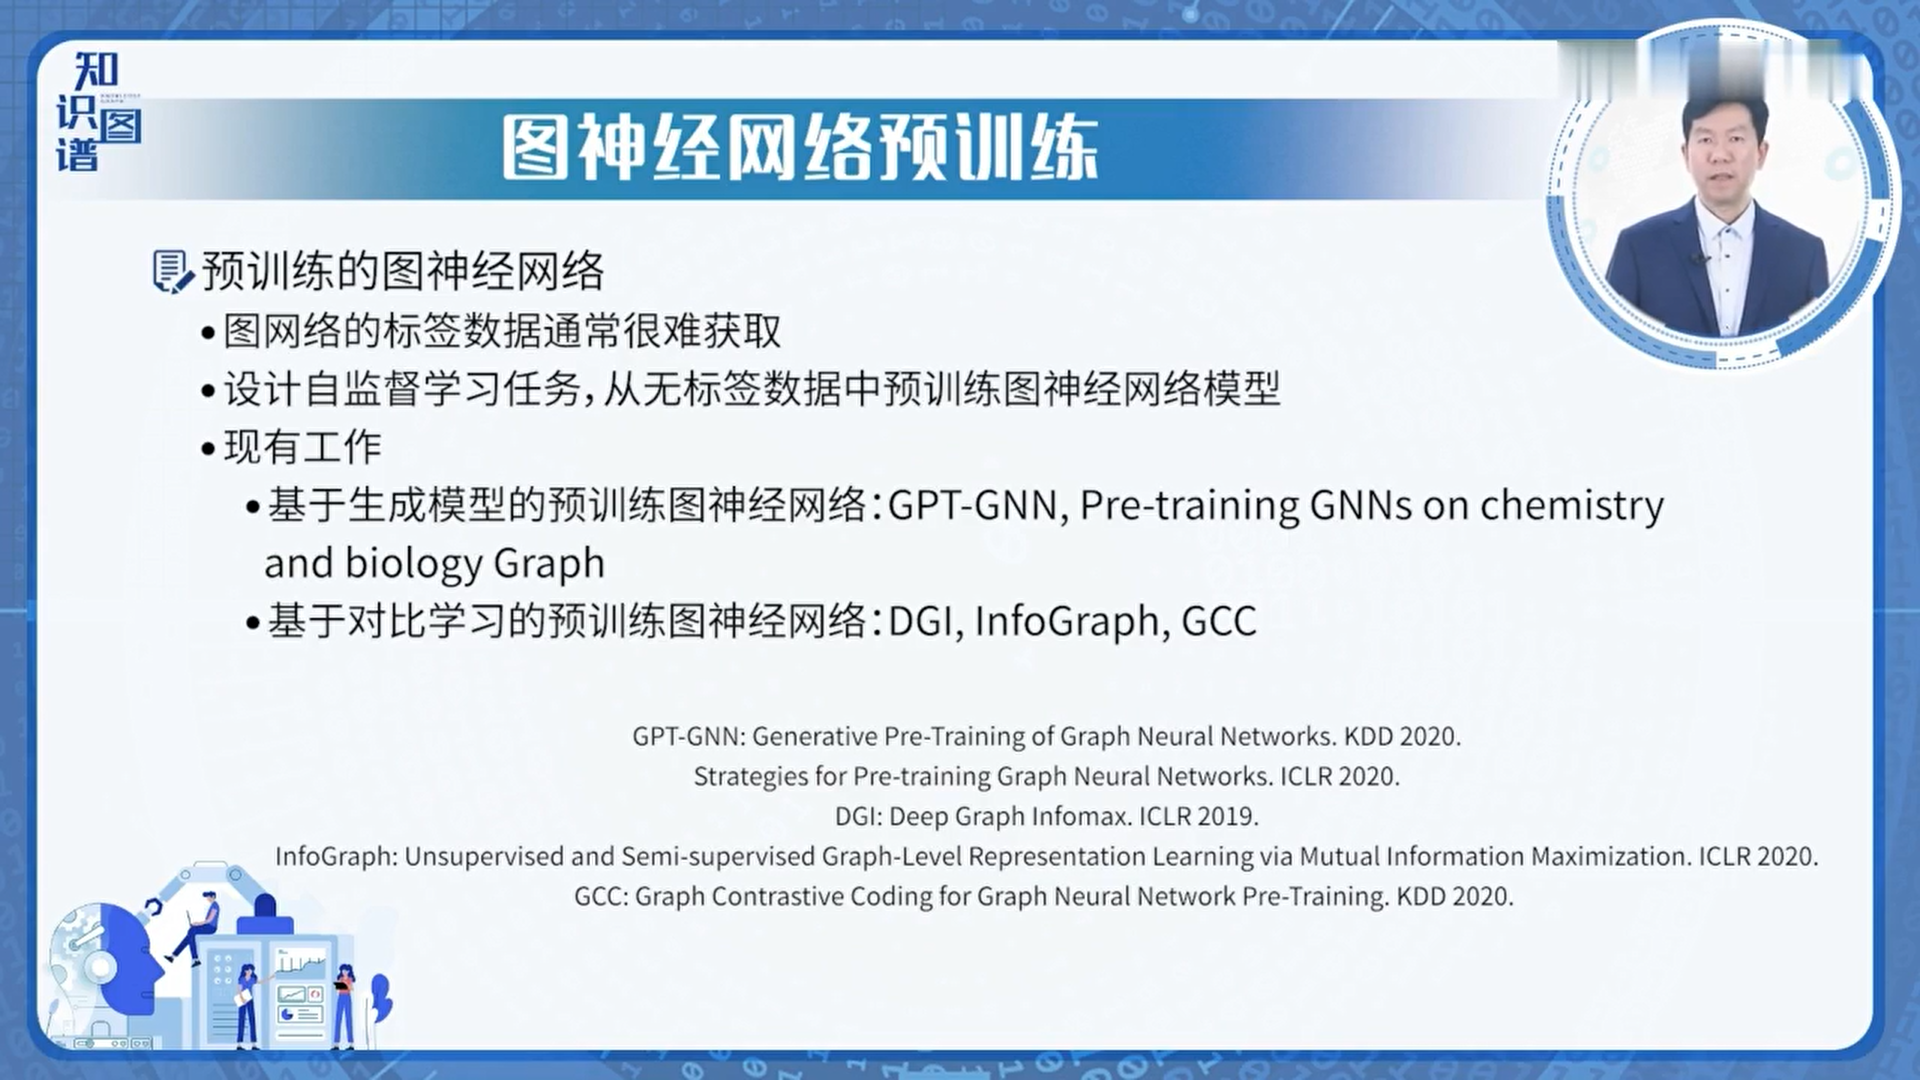 知识图谱
图神经网络预训练
预训练的图神经网络
•图网络的标签数据通常很难获取
•设计自监督学习任务,从无标签数据中预训练图神经网络模型
•现有工作
•基于生成模型的预训练图神经网络:GPT-GNN, Pre-training GNNs on chemistry
and biology Graph
•基于对比学习的预训练图神经网络:DGI, InfoGraph, GCC
GPT-GNN: Generative Pre-Training of Graph Neural Networks. KDD 2020.
Strategies for Pre-training Graph Neural Networks. ICLR 2020.
DGI: Deep Graph Infomax. ICLR 2019.
InfoGraph: Unsupervised and Semi-supervised Graph-Level Representation Learning via Mutual Information Maximization. ICLR 2020.
GCC: Graph Contrastive Coding for Graph Neural Network Pre-Training. KDD 2020.